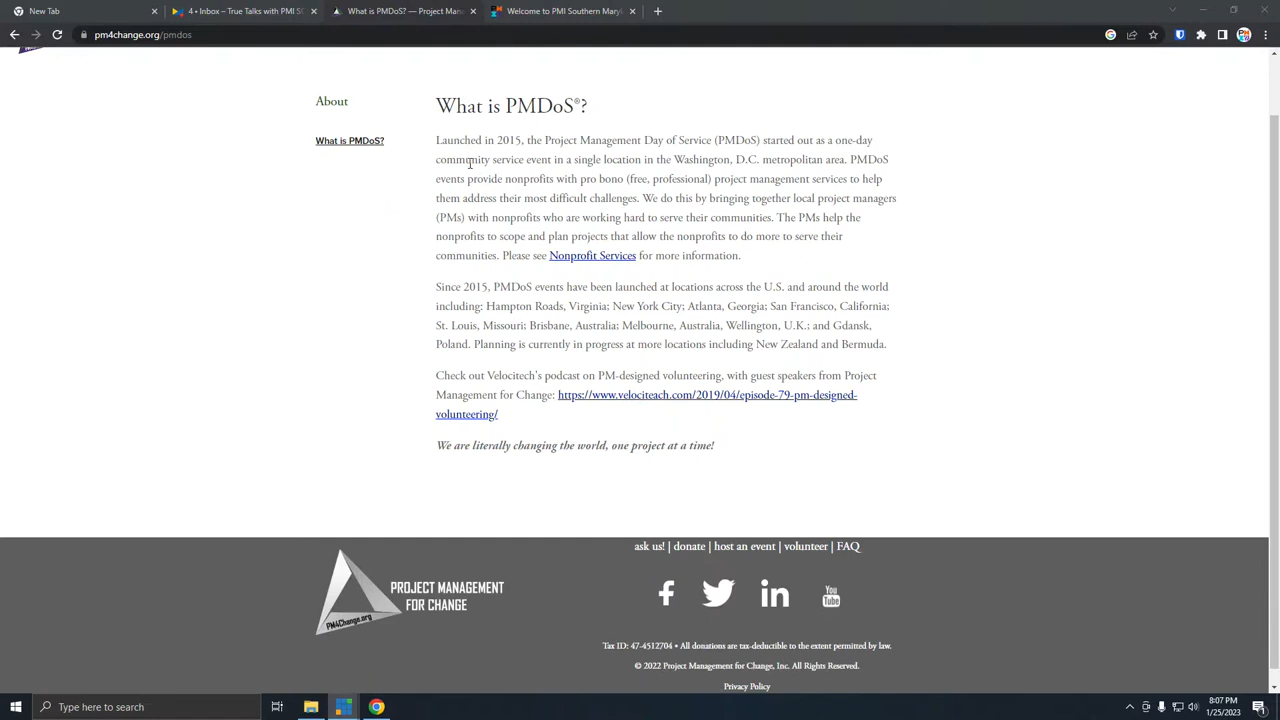 New Tab
4 • Inbox – True Talks with PMI S
What is PMDoS? — Project Manag
Welcome to PMI Southern Maryl
pm4change.org/pmdos
About
What is PMDoS?
What is PMDoS®?
Launched in 2015, the Project Management Day of Service (PMDoS) started out as a one-day
community service event in a single location in the Washington, D.C. metropolitan area. PMDoS
events provide nonprofits with pro bono (free, professional) project management services to help
them address their most difficult challenges. We do this by bringing together local project managers
(PMs) with nonprofits who are working hard to serve their communities. The PMs help the
nonprofits to scope and plan projects that allow the nonprofits to do more to serve their
communities. Please see Nonprofit Services for more information.
Since 2015, PMDoS events have been launched at locations across the U.S. and around the world
including: Hampton Roads, Virginia; New York City; Atlanta, Georgia; San Francisco, California;
St. Louis, Missouri; Brisbane, Australia; Melbourne, Australia, Wellington, U.K.; and Gdansk,
Poland. Planning is currently in progress at more locations including New Zealand and Bermuda.
Check out Velocitech's podcast on PM-designed volunteering, with guest speakers from Project
Management for Change: https://www.velociteach.com/2019/04/episode-79-pm-designed-
volunteering/
We are literally changing the world, one project at a time!
ask us! | donate | host an event | volunteer | FAQ
PROJECT MANAGEMENT
FOR CHANGE
PM4Change.org
You
Tube
Tax ID: 47-4512704 • All donations are tax-deductible to the extent permitted by law.
© 2022 Project Management for Change, Inc. All Rights Reserved.
Privacy Policy
Type here to search
8:07 PM
1/25/2023